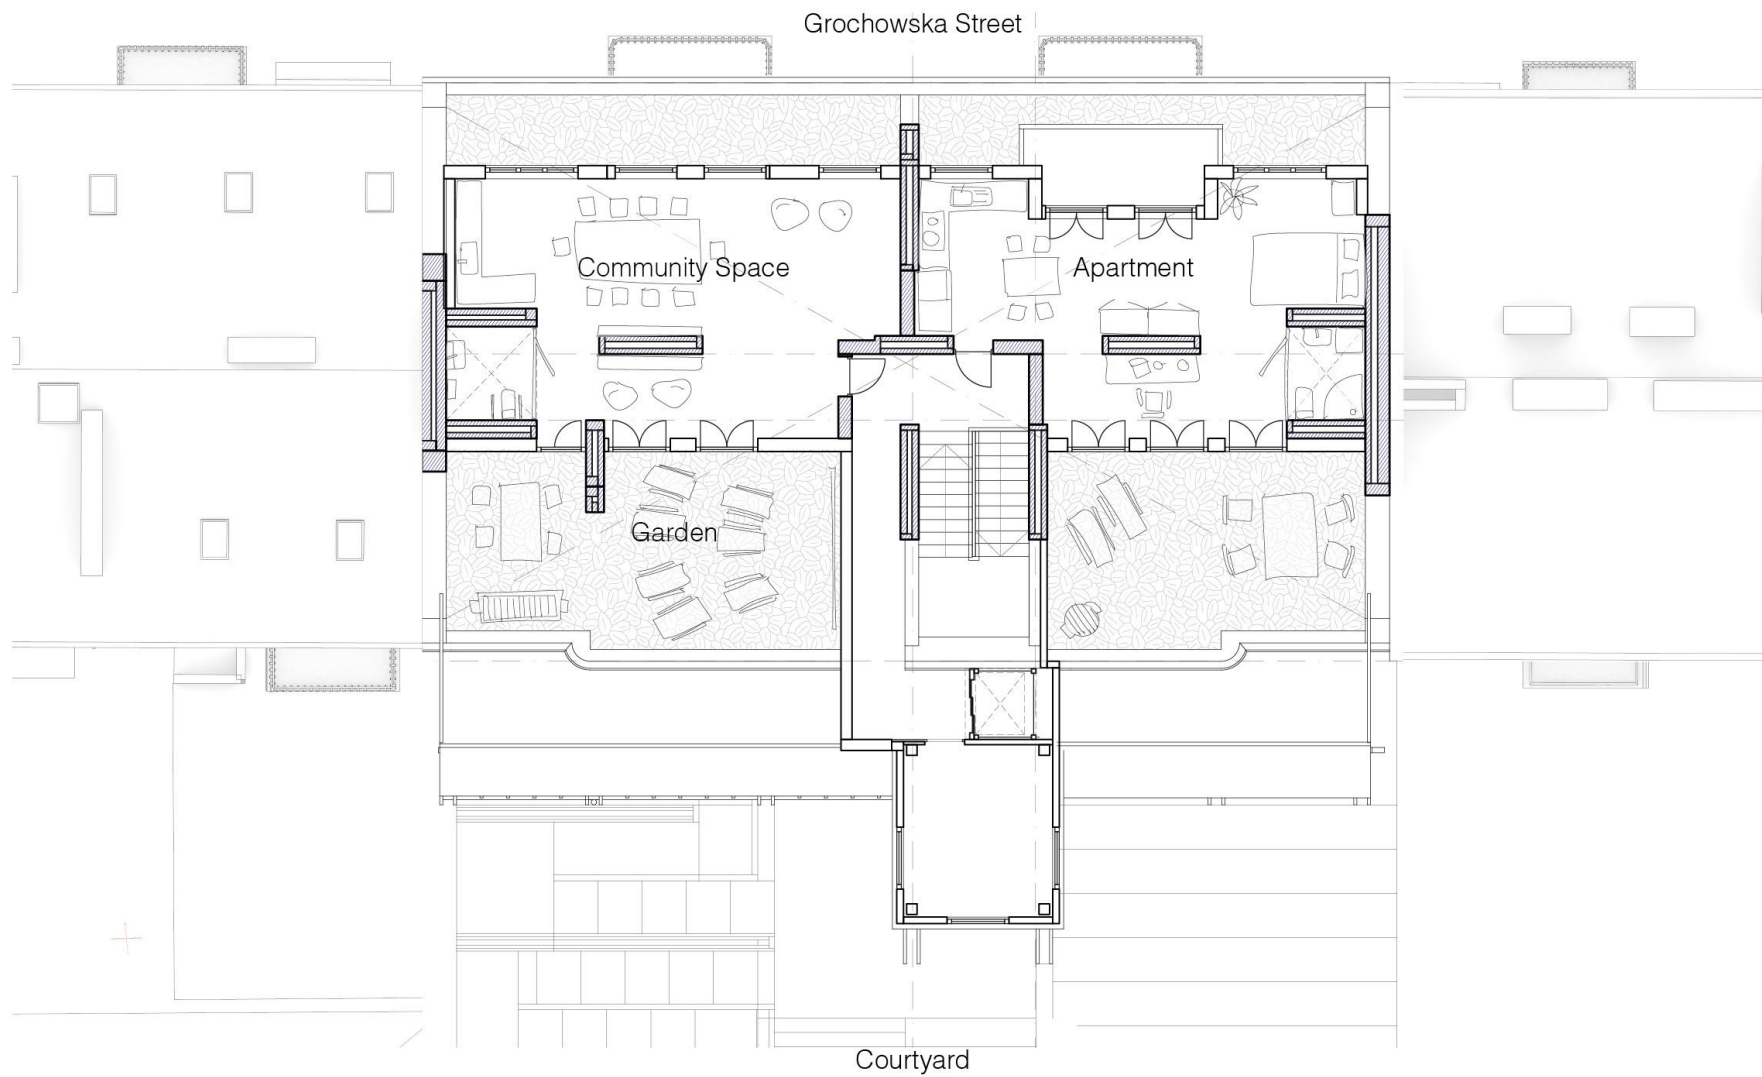 Grochowska Street
Community Space
Apartment
Garden
Courtyard